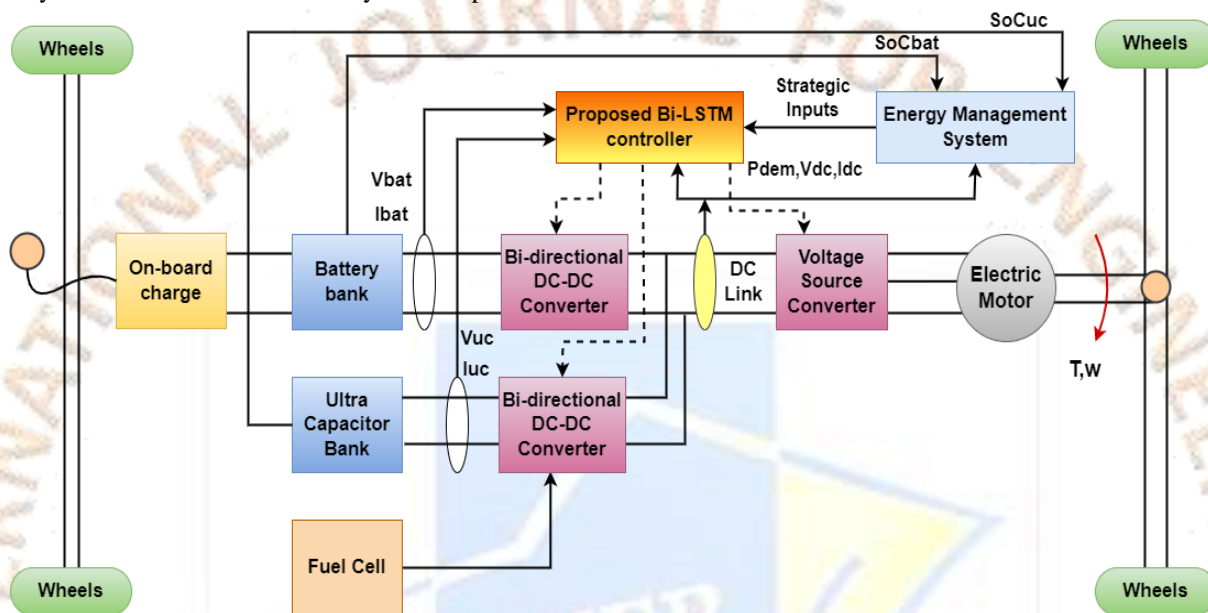 SoCuc
Wheels
SoCbat
Wheels
Strategic
Inputs
Proposed Bi-LSTM
controller
Energy Management
System
Vbat
Ibat
Pdem,Vdc,Idc
On-board
charge
Battery
bank
Bi-directional
DC-DC
Converter
DC
Link
Voltage
Source
Converter
Electric
Motor
Vuc
Iuc
T,w
Ultra
Capacitor
Bank
Bi-directional
DC-DC
Converter
Fuel Cell
Wheels
Wheels